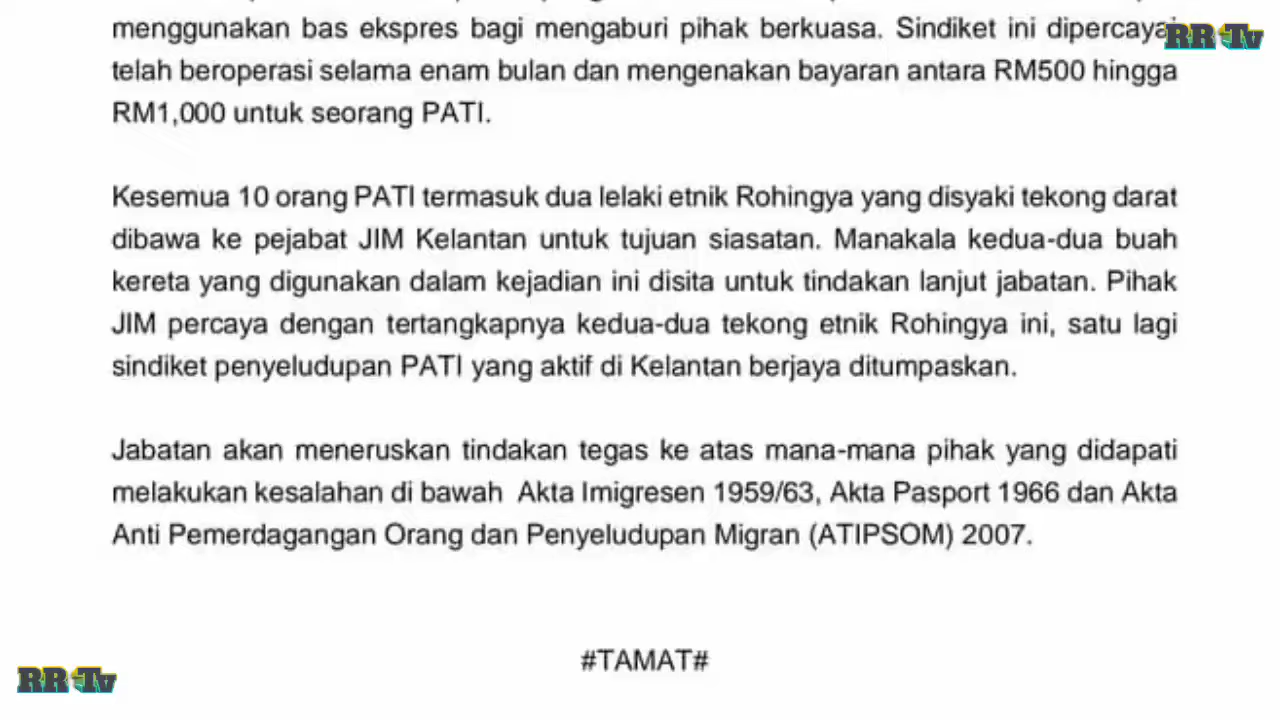 menggunakan bas ekspres bagi mengaburi pihak berkuasa. Sindiket ini dipercayai
telah beroperasi selama enam bulan dan mengenakan bayaran antara RM500 hingga
RM1,000 untuk seorang PATI.
Kesemua 10 orang PATI termasuk dua lelaki etnik Rohingya yang disyaki tekong darat
dibawa ke pejabat JIM Kelantan untuk tujuan siasatan. Manakala kedua-dua buah
kereta yang digunakan dalam kejadian ini disita untuk tindakan lanjut jabatan. Pihak
JIM percaya dengan tertangkapnya kedua-dua tekong etnik Rohingya ini, satu lagi
sindiket penyeludupan PATI yang aktif di Kelantan berjaya ditumpaskan.
Jabatan akan meneruskan tindakan tegas ke atas mana-mana pihak yang didapati
melakukan kesalahan di bawah  Akta Imigresen 1959/63, Akta Pasport 1966 dan Akta
Anti Pemerdagangan Orang dan Penyeludupan Migran (ATIPSOM) 2007.
#TAMAT#
RR Tv
RR Tv